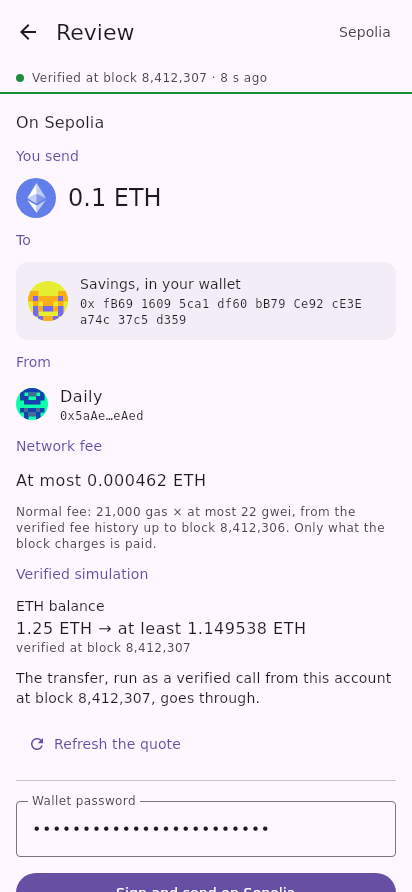 Review
Sepolia
Verified at block 8,412,307 · 8 s ago
On Sepolia
You send
0.1 ETH
To
Savings, in your wallet
0x fB69 1609 5ca1 df60 bB79 Ce92 cE3E
a74c 37c5 d359
From
Daily
0x5aAe…eAed
Network fee
At most 0.000462 ETH
Normal fee: 21,000 gas × at most 22 gwei, from the
verified fee history up to block 8,412,306. Only what the
block charges is paid.
Verified simulation
ETH balance
1.25 ETH → at least 1.149538 ETH
verified at block 8,412,307
The transfer, run as a verified call from this account
at block 8,412,307, goes through.
Refresh the quote
Wallet password
••••••••••••••••••••••••
Sign and send on Sepolia